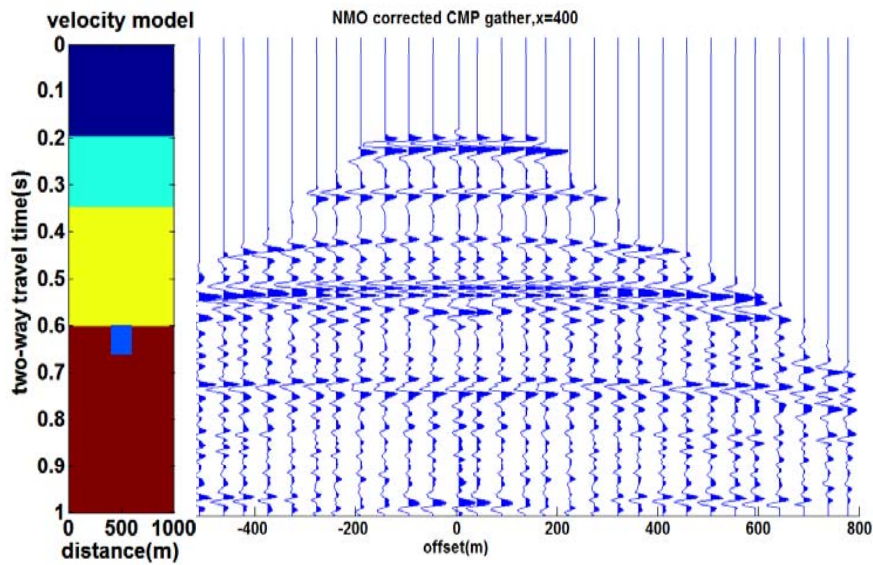 velocity model
NMO corrected CMP gather,x=400
two-way travel time(s)
0
0.1
0.2
0.3
0.4
0.5
0.6
0.7
0.8
0.9
1
0 500 1000
distance(m)
-400 -200 0 200 400 600 800
offset(m)